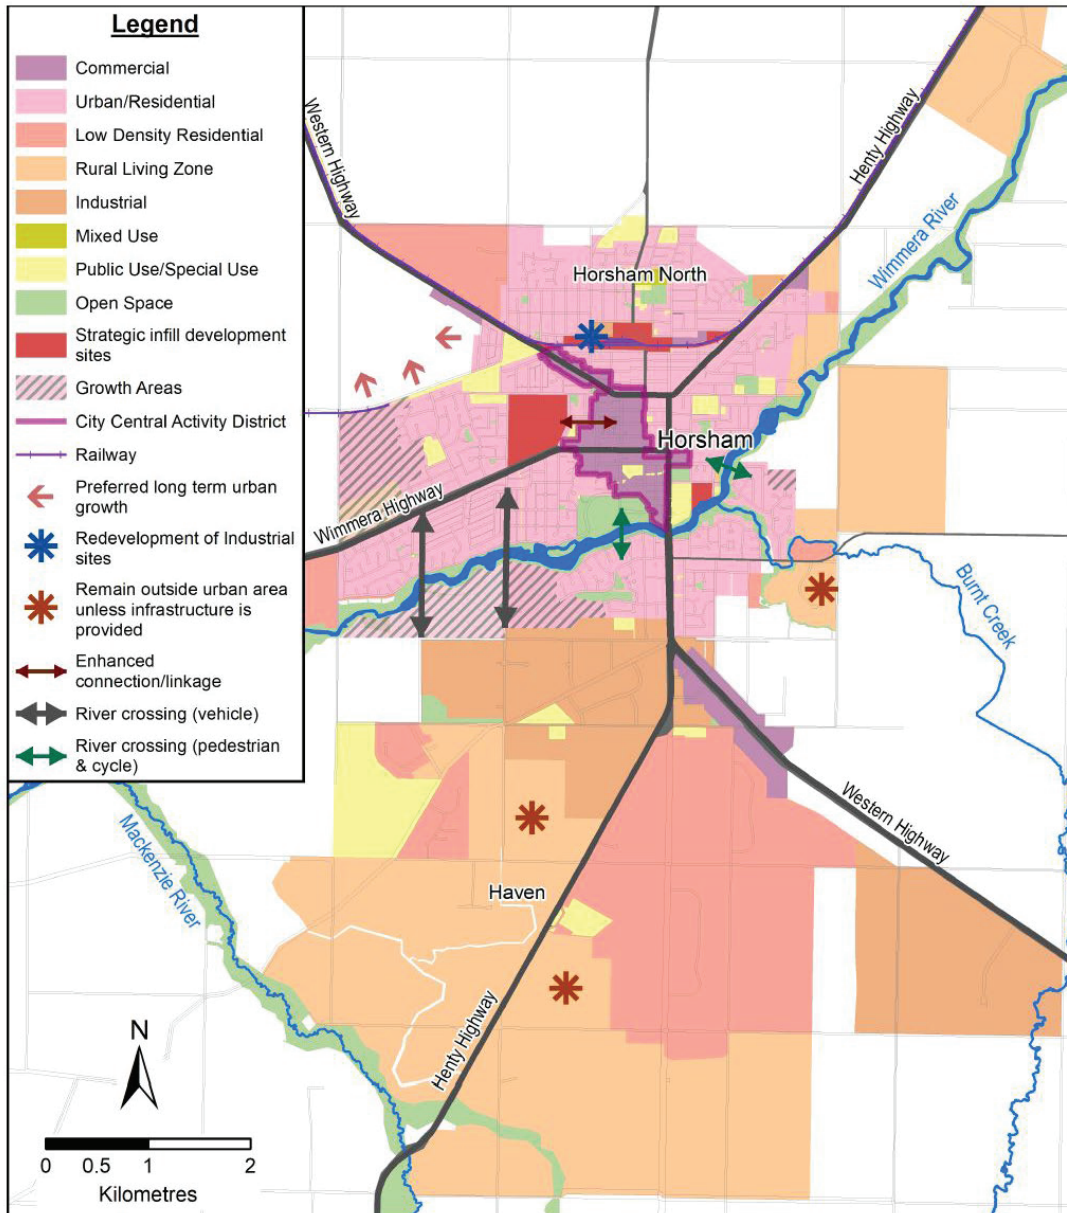 Legend
Commercial
Urban/Residential
Low Density Residential
Rural Living Zone
Industrial
Mixed Use
Public Use/Special Use
Open Space
Strategic infill development
sites
Growth Areas
City Central Activity District
Railway
Preferred long term urban
growth
Redevelopment of Industrial
sites
Remain outside urban area
unless infrastructure is
provided
Enhanced
connection/linkage
River crossing (vehicle)
River crossing (pedestrian
& cycle)
Western Highway
Henty Highway
Wimmera River
Horsham North
Horsham
Wimmera Highway
Burnt Creek
Western Highway
Mackenzie River
Haven
Henty Highway
N
0 0.5 1 2
Kilometres